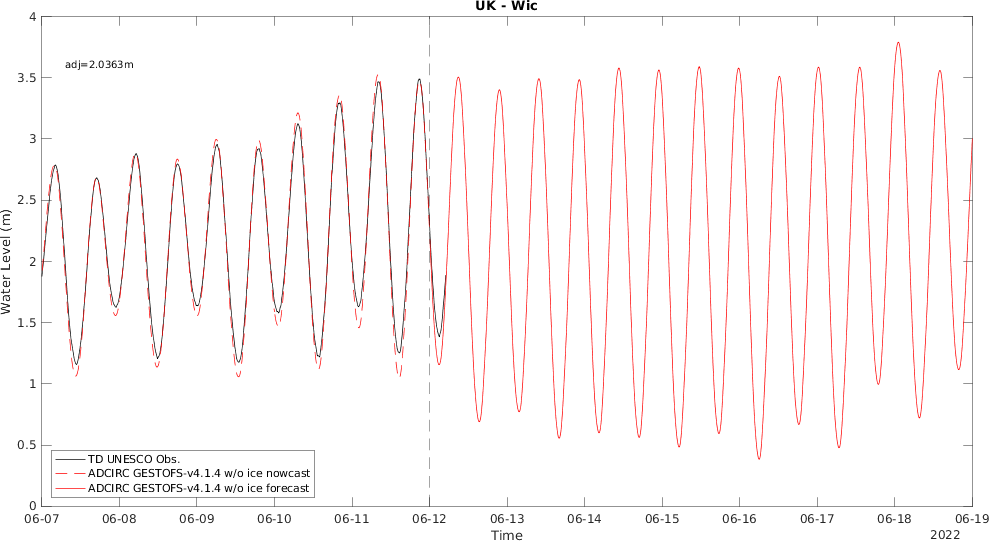 UK - Wic
adj=2.0363m
Water Level (m)
4
3.5
3
2.5
2
1.5
1
0.5
0
TD UNESCO Obs.
ADCIRC GESTOFS-v4.1.4 w/o ice nowcast
ADCIRC GESTOFS-v4.1.4 w/o ice forecast
06-07 06-08 06-09 06-10 06-11 06-12 06-13 06-14 06-15 06-16 06-17 06-18 06-19
Time
2022